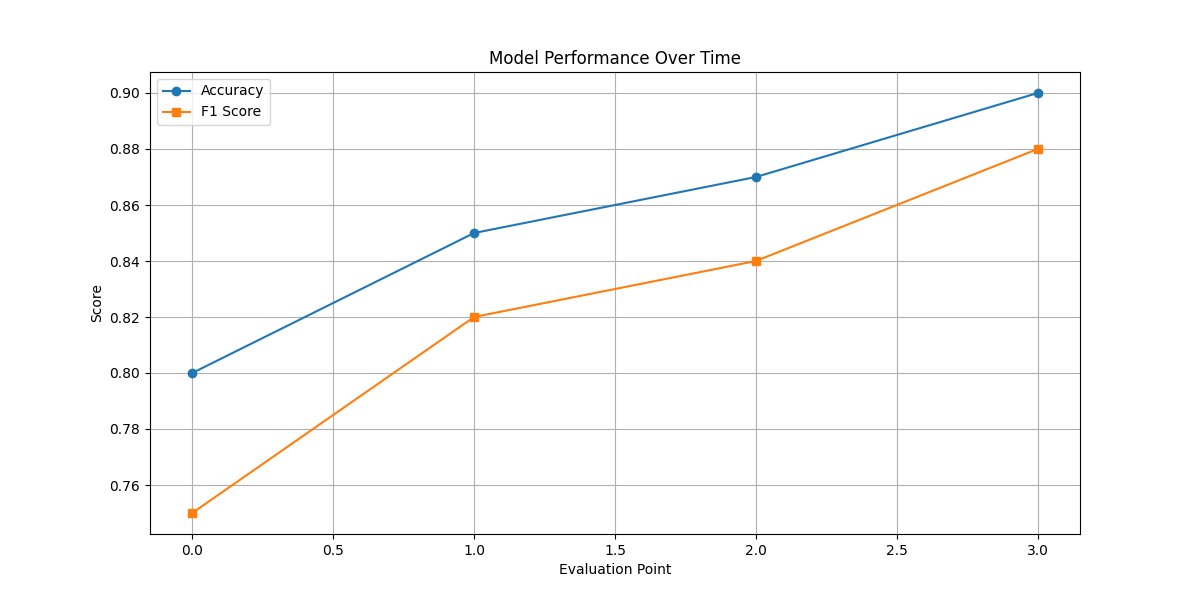 Model Performance Over Time
Accuracy
F1 Score
Score
0.90
0.88
0.86
0.84
0.82
0.80
0.78
0.76
0.0 0.5 1.0 1.5 2.0 2.5 3.0
Evaluation Point